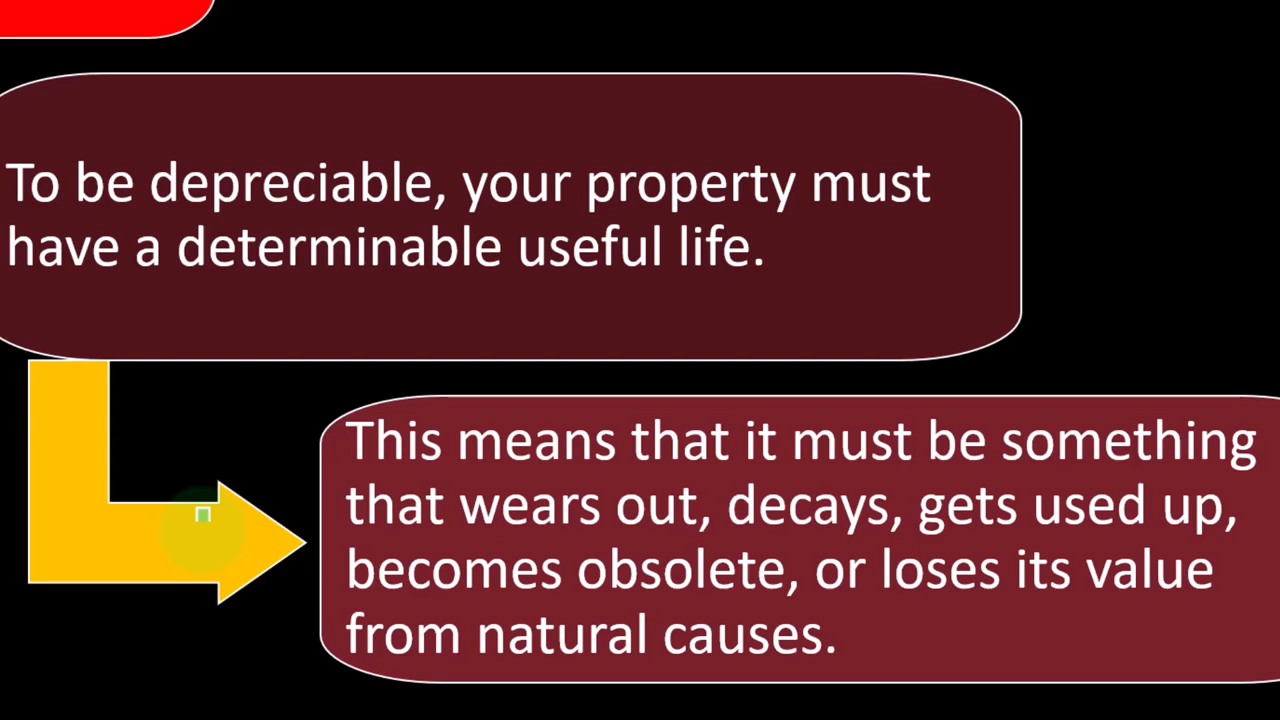 To be depreciable, your property must
have a determinable useful life.
This means that it must be something
that wears out, decays, gets used up,
becomes obsolete, or loses its value
from natural causes.